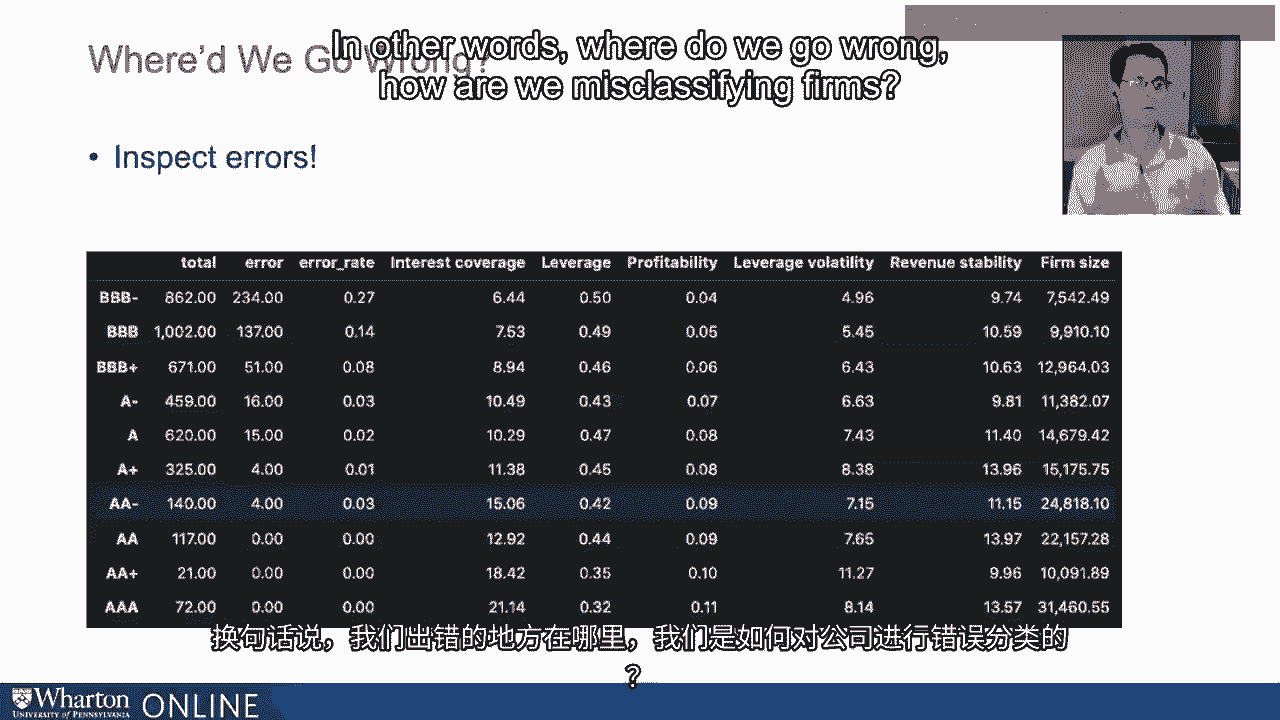 Where'd We Go Wrong?
In other words, where do we go wrong,
how are we misclassifying firms?
• Inspect errors!
total error error_rate Interest coverage Leverage Profitability Leverage volatility Revenue stability Firm size
BBB- 862.00 234.00 0.27 6.44 0.50 0.04 4.96 9.74 7,542.49
BBB 1,002.00 137.00 0.14 7.53 0.49 0.05 5.45 10.59 9,910.10
BBB+ 671.00 51.00 0.08 8.94 0.46 0.06 6.43 10.63 12,964.03
A- 459.00 16.00 0.03 10.49 0.43 0.07 6.63 9.81 11,382.07
A 620.00 15.00 0.02 10.29 0.47 0.08 7.43 11.40 14,679.42
A+ 325.00 4.00 0.01 11.38 0.45 0.08 8.38 13.96 15,175.75
AA- 140.00 4.00 0.03 15.06 0.42 0.09 7.15 11.15 24,818.10
AA 117.00 0.00 0.00 12.92 0.44 0.09 7.65 13.97 22,157.28
AA+ 21.00 0.00 0.00 18.42 0.35 0.10 11.27 9.96 10,091.89
AAA 72.00 0.00 0.00 21.14 0.32 0.11 8.14 13.57 31,460.55
换句话说，我们出错的地方在哪里，我们是如何对公司进行错误分类的
？
Wharton ONLINE
UNIVERSITY of PENNSYLVANIA